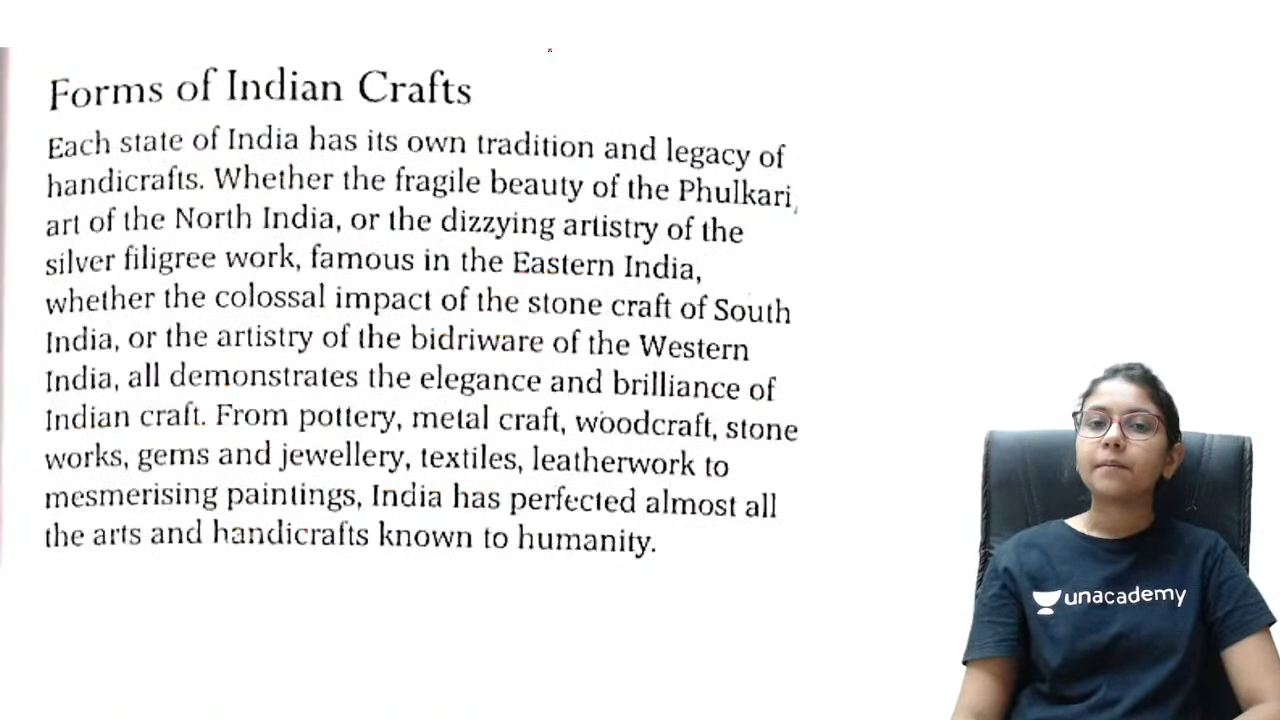 Forms of Indian Crafts
Each state of India has its own tradition and legacy of
handicrafts. Whether the fragile beauty of the Phulkari,
art of the North India, or the dizzying artistry of the
silver filigree work, famous in the Eastern India,
whether the colossal impact of the stone craft of South
India, or the artistry of the bidriware of the Western
India, all demonstrates the elegance and brilliance of
Indian craft. From pottery, metal craft, woodcraft, stone
works, gems and jewellery, textiles, leatherwork to
mesmerising paintings, India has perfected almost all
the arts and handicrafts known to humanity.
unacademy